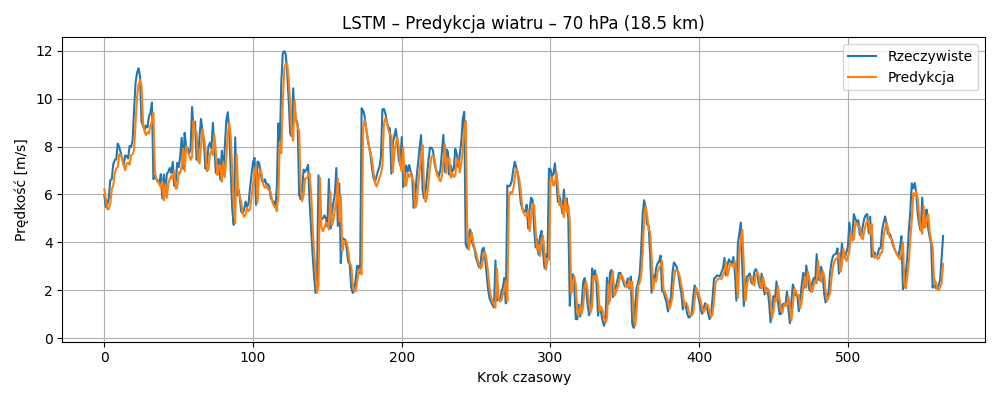 LSTM – Predykcja wiatru – 70 hPa (18.5 km)
Rzeczywiste
Predykcja
Prędkość [m/s]
12
10
8
6
4
2
0
0 100 200 300 400 500
Krok czasowy